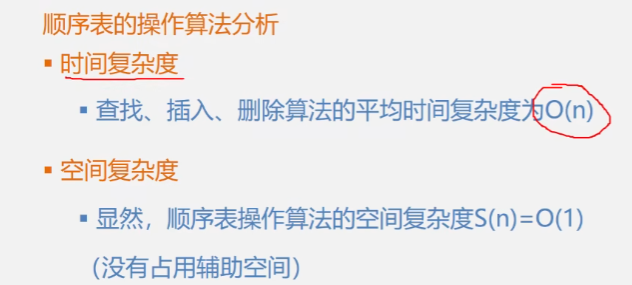 顺序表的操作算法分析
▪ 时间复杂度
▪ 查找、插入、删除算法的平均时间复杂度为O(n)
▪ 空间复杂度
▪ 显然，顺序表操作算法的空间复杂度S(n)=O(1)
（没有占用辅助空间）